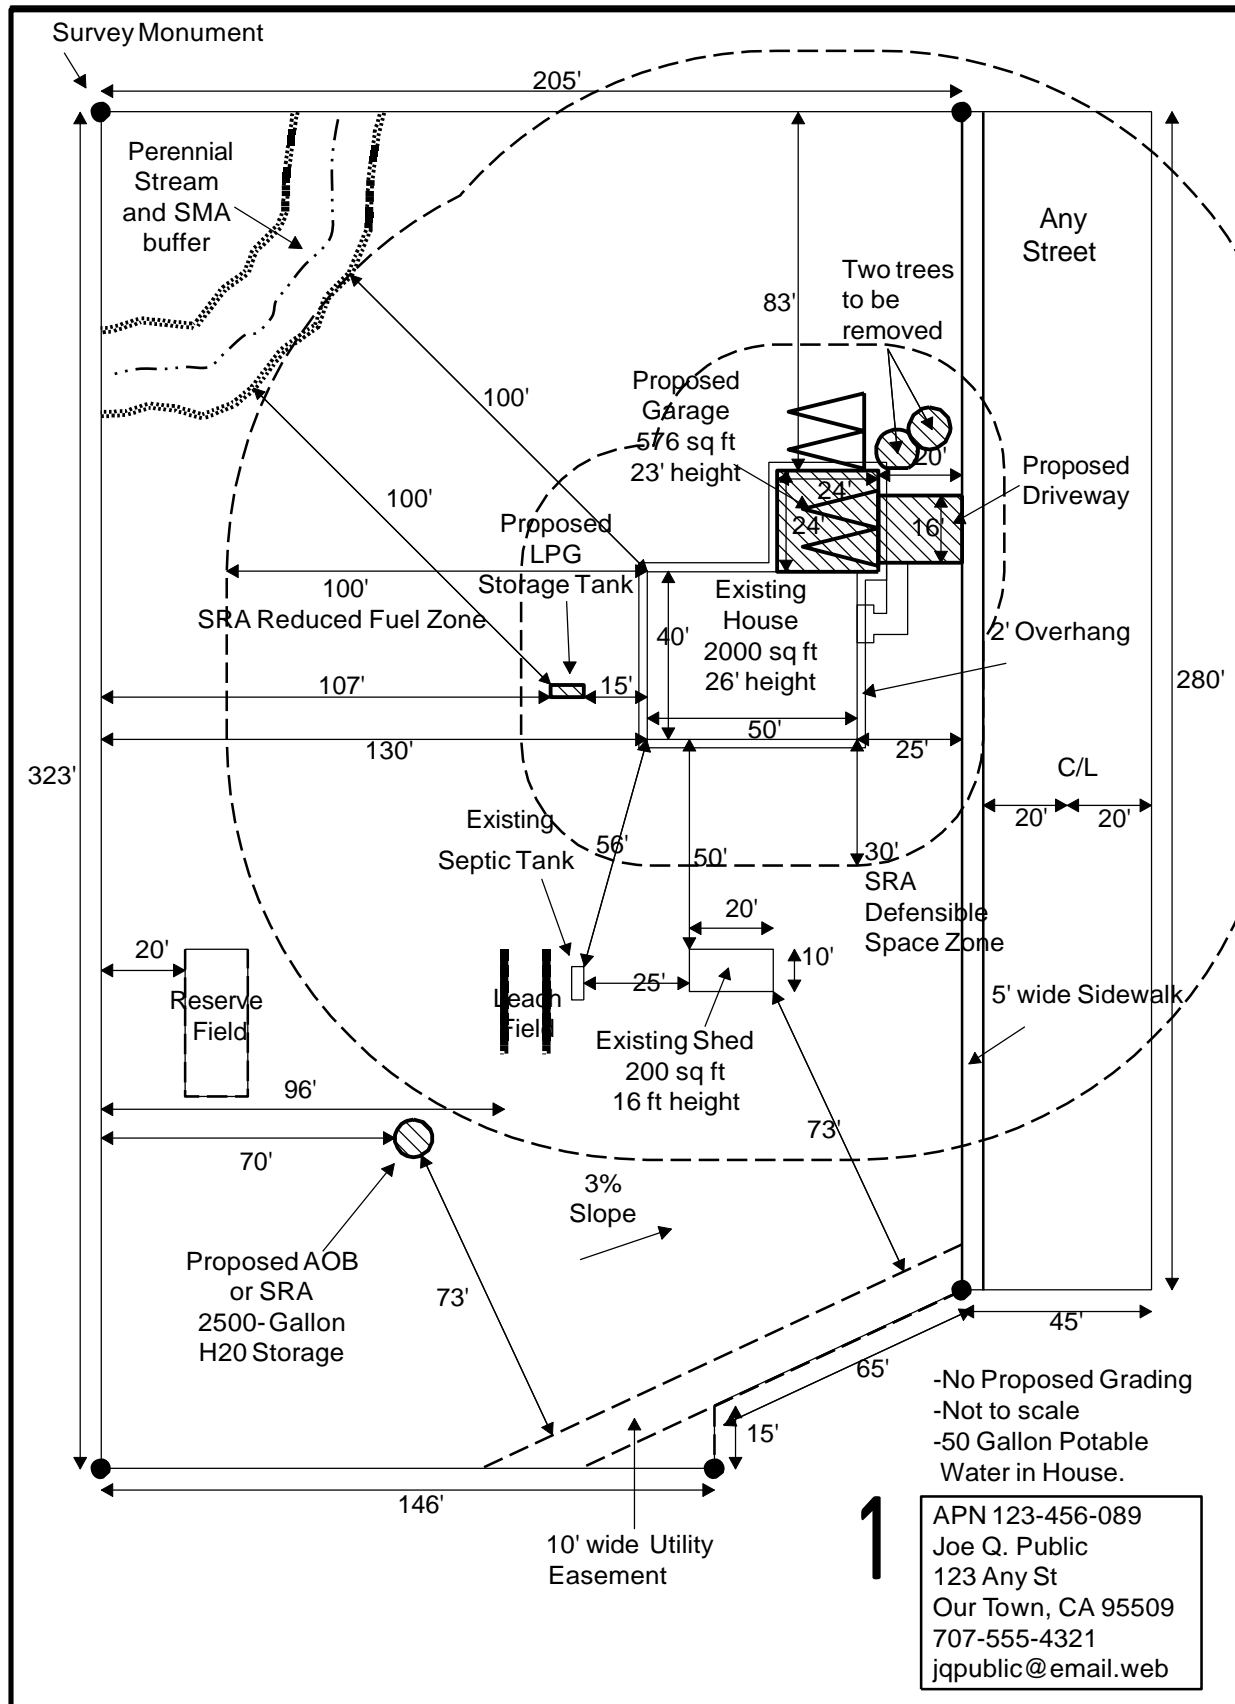 Survey Monument
205'
Perennial
Stream
and SMA
buffer
Any
Street
Two trees
to be
removed
83'
100'
Proposed
Garage
576 sq ft
23' height
20'
24'
24'
16'
Proposed
Driveway
100'
Proposed
LPG
Storage Tank
100'
SRA Reduced Fuel Zone
Existing
House
2000 sq ft
26' height
40'
2' Overhang
107'
15'
280'
50'
130'
25'
323'
C/L
20'
20'
Existing
Septic Tank
56'
50'
30'
SRA
Defensible
Space Zone
20'
20'
10'
25'
5' wide Sidewalk
Reserve
Field
Leach
Field
Existing Shed
200 sq ft
16 ft height
96'
73'
70'
3%
Slope
Proposed AOB
or SRA
2500-Gallon
H20 Storage
73'
45'
65'
15'
-No Proposed Grading
-Not to scale
-50 Gallon Potable
Water in House.
146'
10' wide Utility
Easement
1
APN 123-456-089
Joe Q. Public
123 Any St
Our Town, CA 95509
707-555-4321
jqpublic@email.web